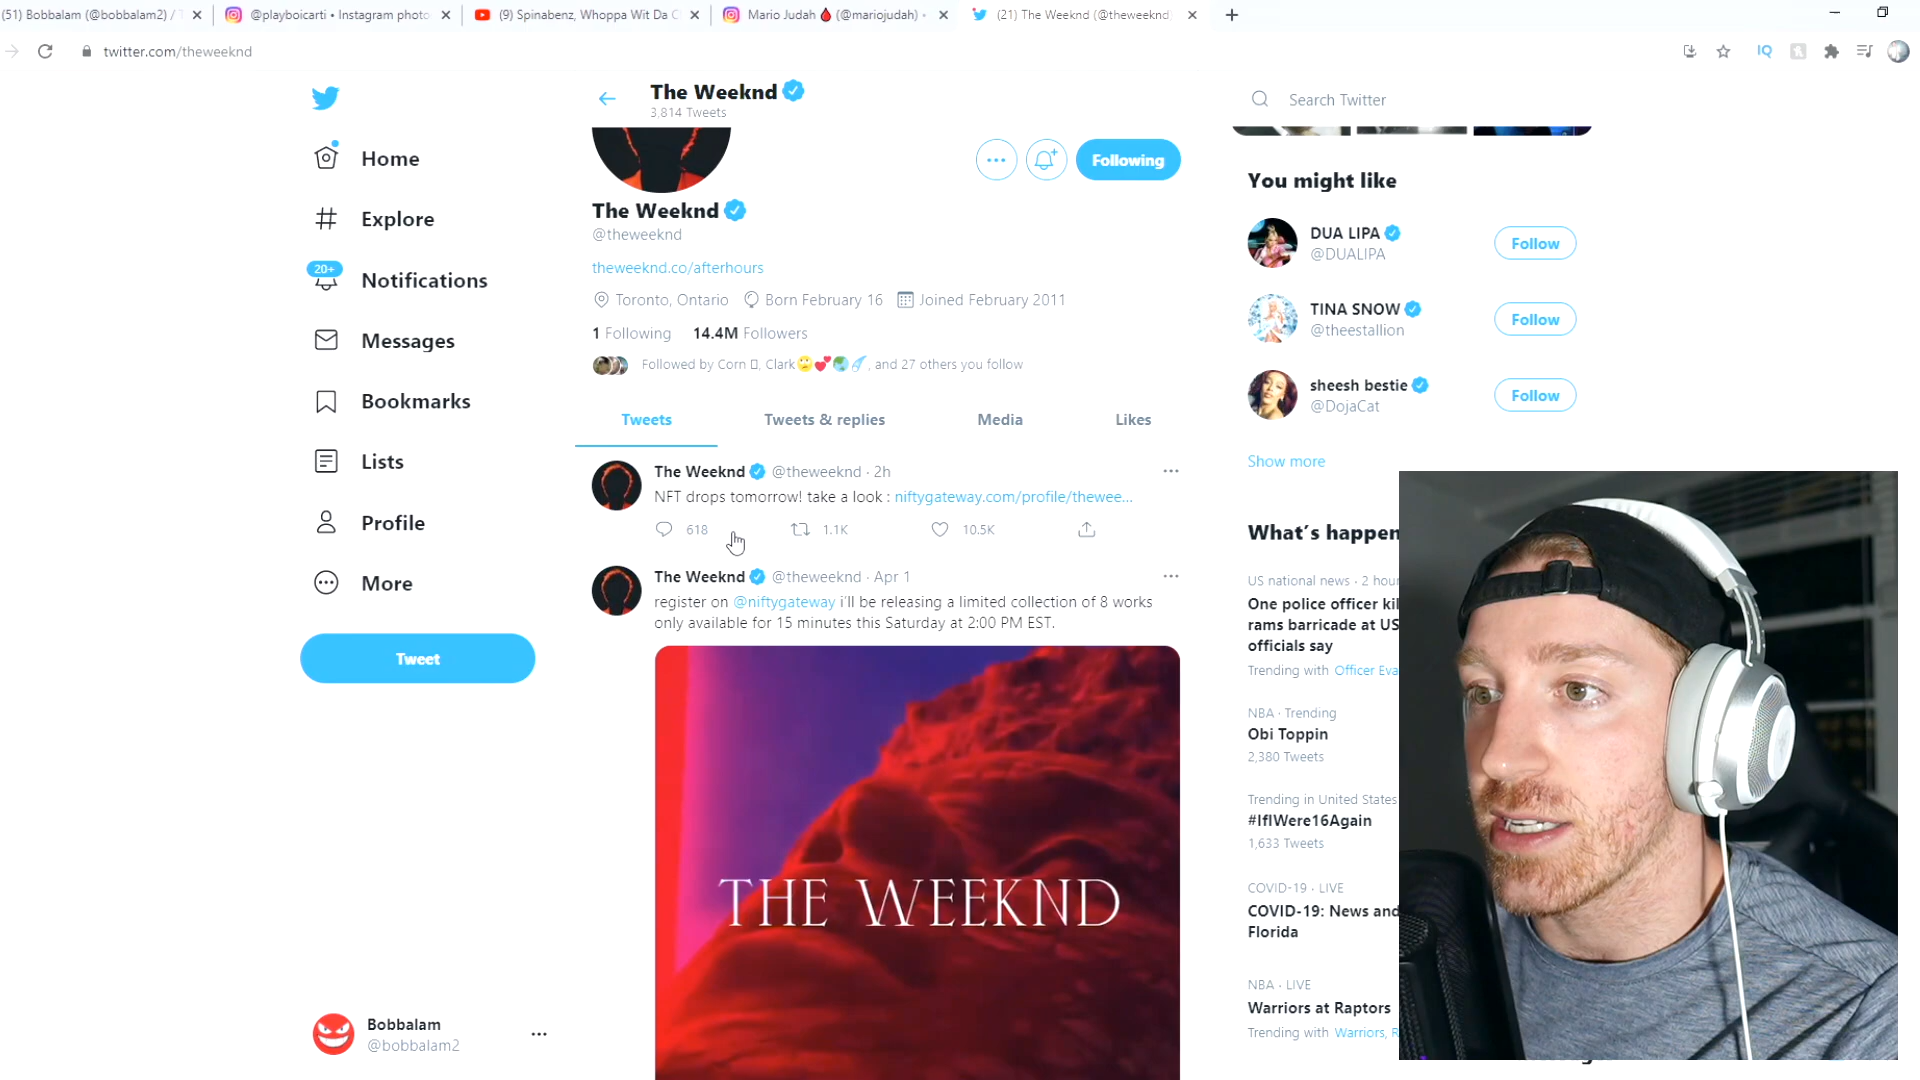 (51) Bobbalam (@bobbalam2) / T
@playboicarti • Instagram photo
(9) Spinabenz, Whoppa Wit Da C
Mario Judah 🩸 (@mariojudah) •
(21) The Weeknd (@theweeknd)
twitter.com/theweeknd
IQ
The Weeknd
3,814 Tweets
Search Twitter
Home
Explore
20+
Notifications
Messages
Bookmarks
Lists
Profile
More
Tweet
Bobbalam
@bobbalam2
Following
The Weeknd
@theweeknd
theweeknd.co/afterhours
Toronto, Ontario Born February 16 Joined February 2011
1 Following 14.4M Followers
Followed by Corn, Clark🙄💕🌏☄️, and 27 others you follow
Tweets Tweets & replies Media Likes
The Weeknd @theweeknd · 2h
NFT drops tomorrow! take a look : niftygateway.com/profile/thewee...
618 1.1K 10.5K
The Weeknd @theweeknd · Apr 1
register on @niftygateway i'll be releasing a limited collection of 8 works
only available for 15 minutes this Saturday at 2:00 PM EST.
THE WEEKND
You might like
DUA LIPA
@DUALIPA
Follow
TINA SNOW
@theestallion
Follow
sheesh bestie
@DojaCat
Follow
Show more
What's happen
US national news · 2 hour
One police officer kil
rams barricade at US
officials say
Trending with Officer Eva
NBA · Trending
Obi Toppin
2,380 Tweets
Trending in United States
#IfIWere16Again
1,633 Tweets
COVID-19 · LIVE
COVID-19: News and
Florida
NBA · LIVE
Warriors at Raptors
Trending with Warriors, R